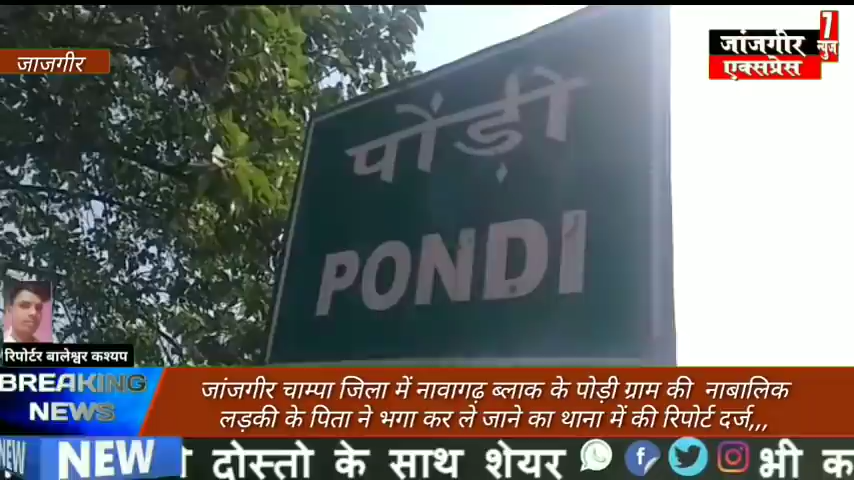 जाजगीर
जांजगीर
एक्सप्रेस
7
न्युज
पोंड़ी
PONDI
रिपोर्टर बालेश्वर कश्यप
BREAKING
NEWS
जांजगीर चाम्पा जिला में नावागढ़ ब्लाक के पोड़ी ग्राम की नाबालिक
लड़की के पिता ने भगा कर ले जाने का थाना में की रिपोर्ट दर्ज,,,
NEW
NEW
दोस्तो के साथ शेयर भी क